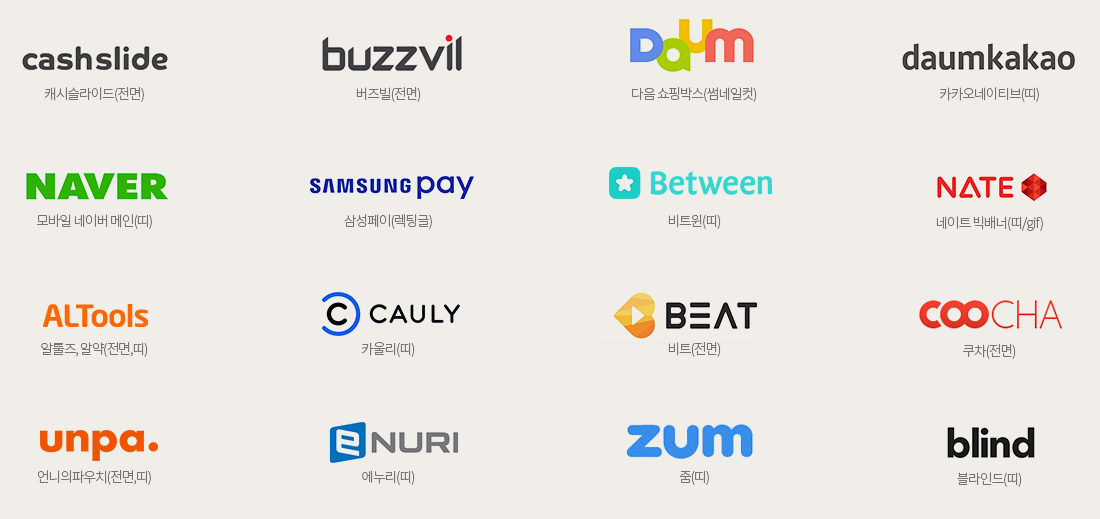 cashslide
buzzvil
Daum
daumkakao
캐시슬라이드(전면)
버즈빌(전면)
다음 쇼핑박스(썸네일컷)
카카오네이티브(띠)
NAVER
SAMSUNG pay
Between
NATE
모바일 네이버 메인(띠)
삼성페이(렉팅글)
비트윈(띠)
네이트 빅배너(띠/gif)
ALTools
CAULY
BEAT
COOCHA
알툴즈, 알약(전면,띠)
카울리(띠)
비트(전면)
쿠차(전면)
unpa.
eNURI
zum
blind
언니의파우치(전면,띠)
에누리(띠)
줌(띠)
블라인드(띠)